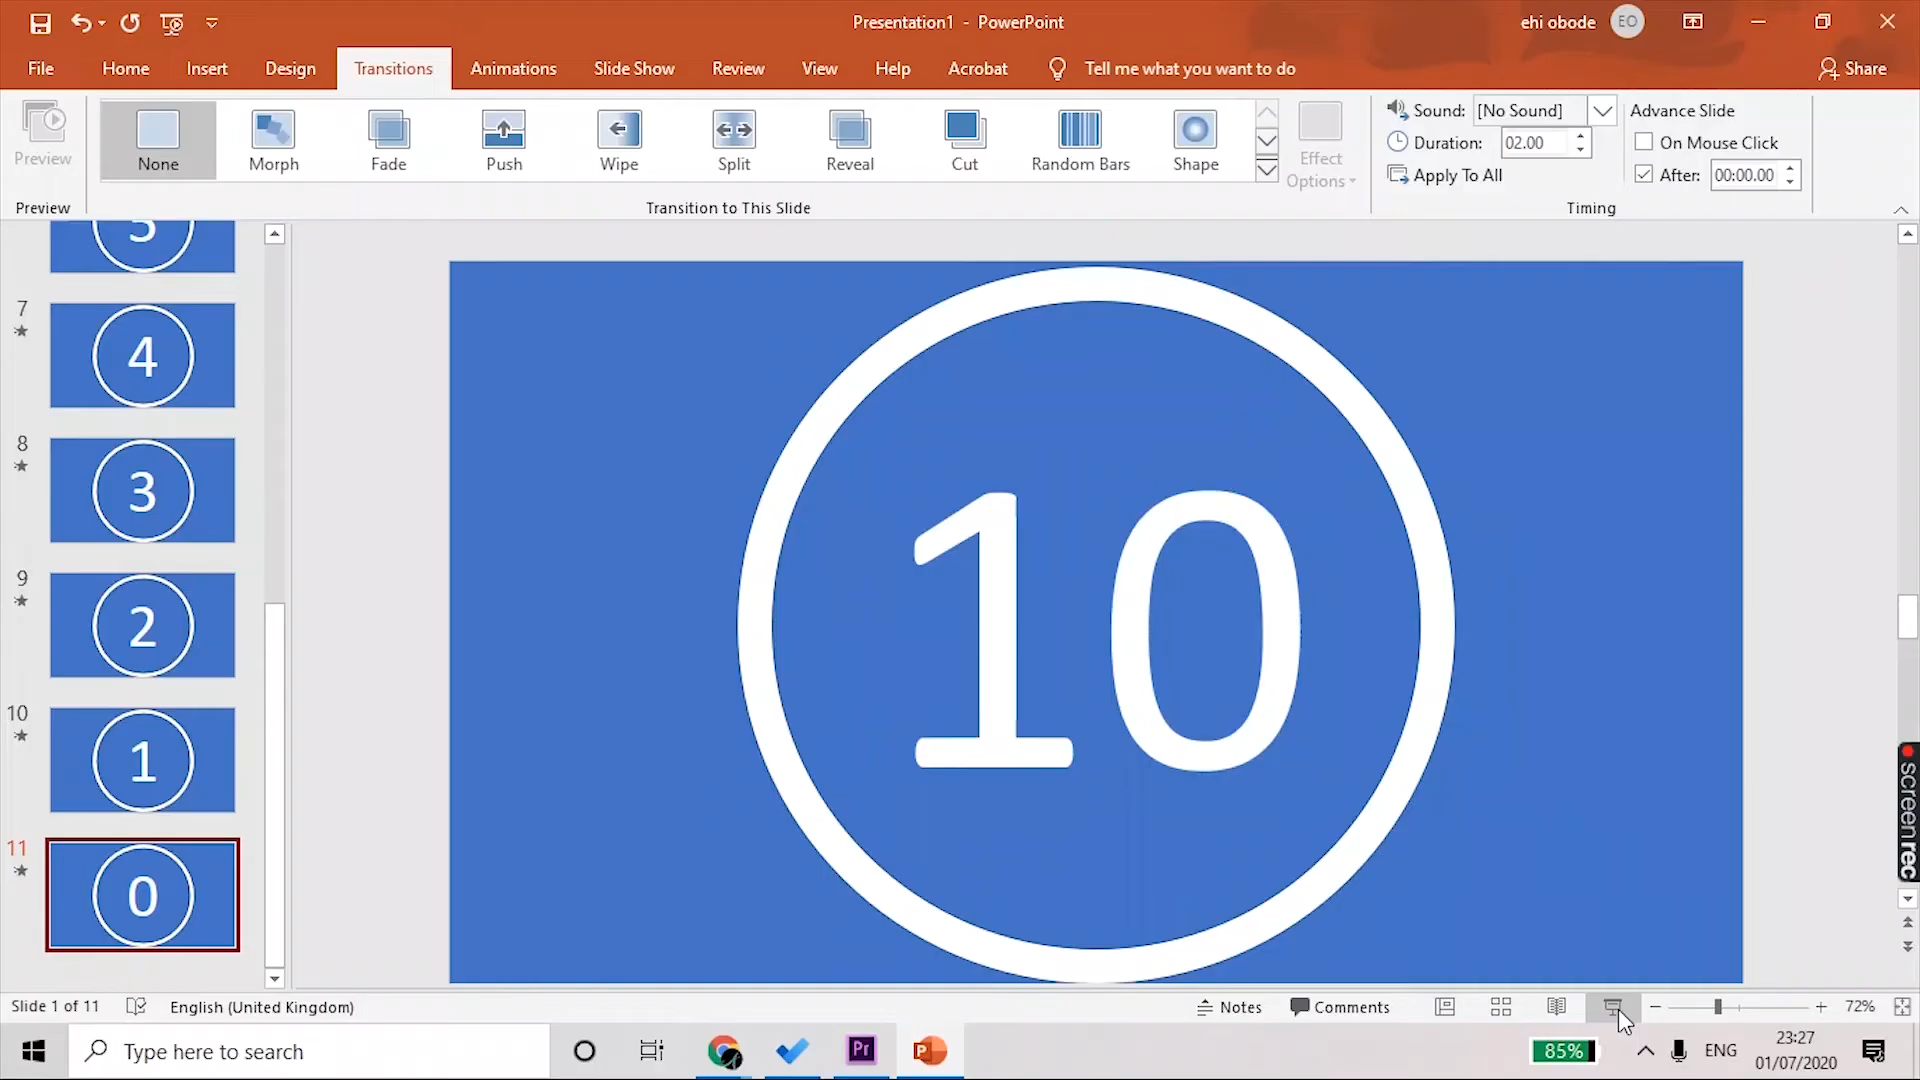 Presentation1 - PowerPoint
ehi obode
EO
File
Home
Insert
Design
Transitions
Animations
Slide Show
Review
View
Help
Acrobat
Tell me what you want to do
Share
Preview
None
Morph
Fade
Push
Wipe
Split
Reveal
Cut
Random Bars
Shape
Effect
Options
Sound: [No Sound]
Duration: 02.00
Apply To All
Advance Slide
On Mouse Click
After: 00:00.00
Preview
Transition to This Slide
Timing
5
7
4
8
3
9
2
10
1
11
0
10
screenrec
Slide 1 of 11
English (United Kingdom)
Notes
Comments
72%
Type here to search
Pr
P
85%
ENG
23:27
01/07/2020